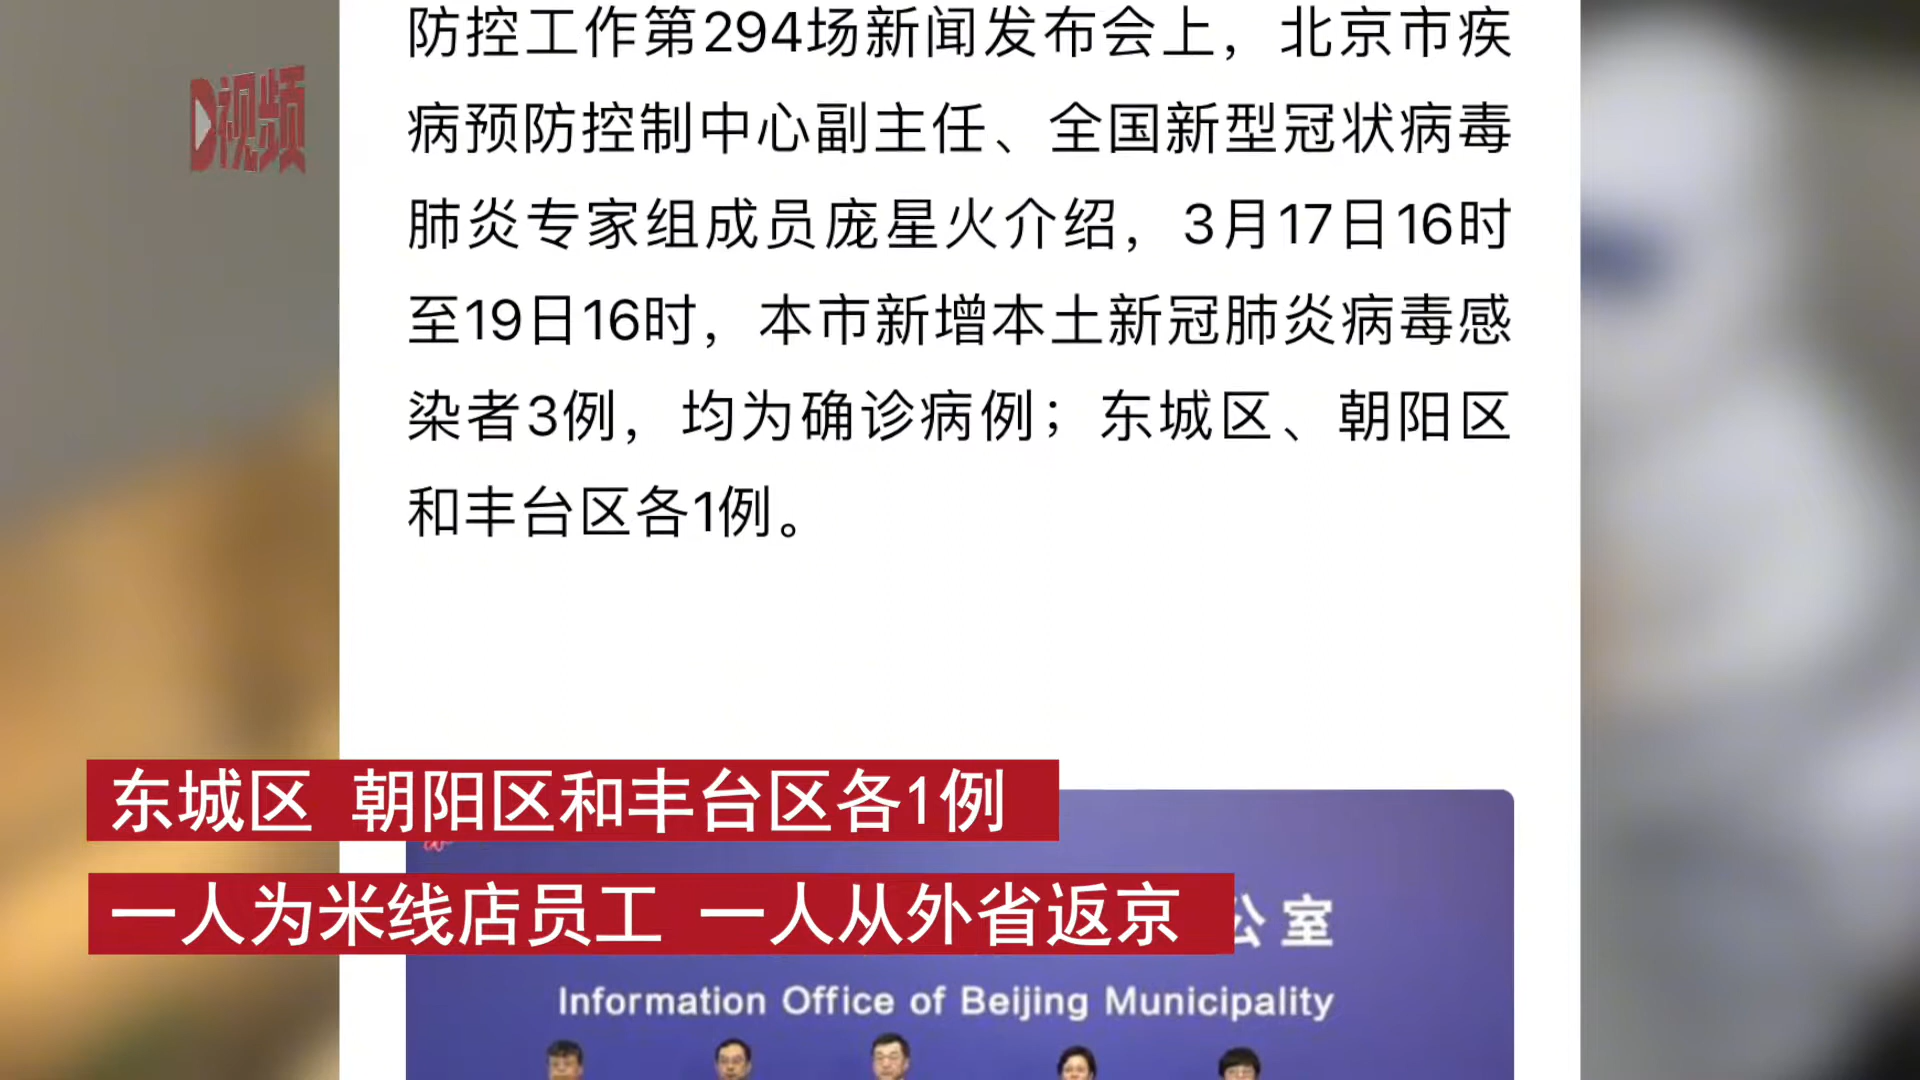 视频
防控工作第294场新闻发布会上，北京市疾
病预防控制中心副主任、全国新型冠状病毒
肺炎专家组成员庞星火介绍，3月17日16时
至19日16时，本市新增本土新冠肺炎病毒感
染者3例，均为确诊病例；东城区、朝阳区
和丰台区各1例。
东城区 朝阳区和丰台区各1例
一人为米线店员工 一人从外省返京
公室
Information Office of Beijing Municipality